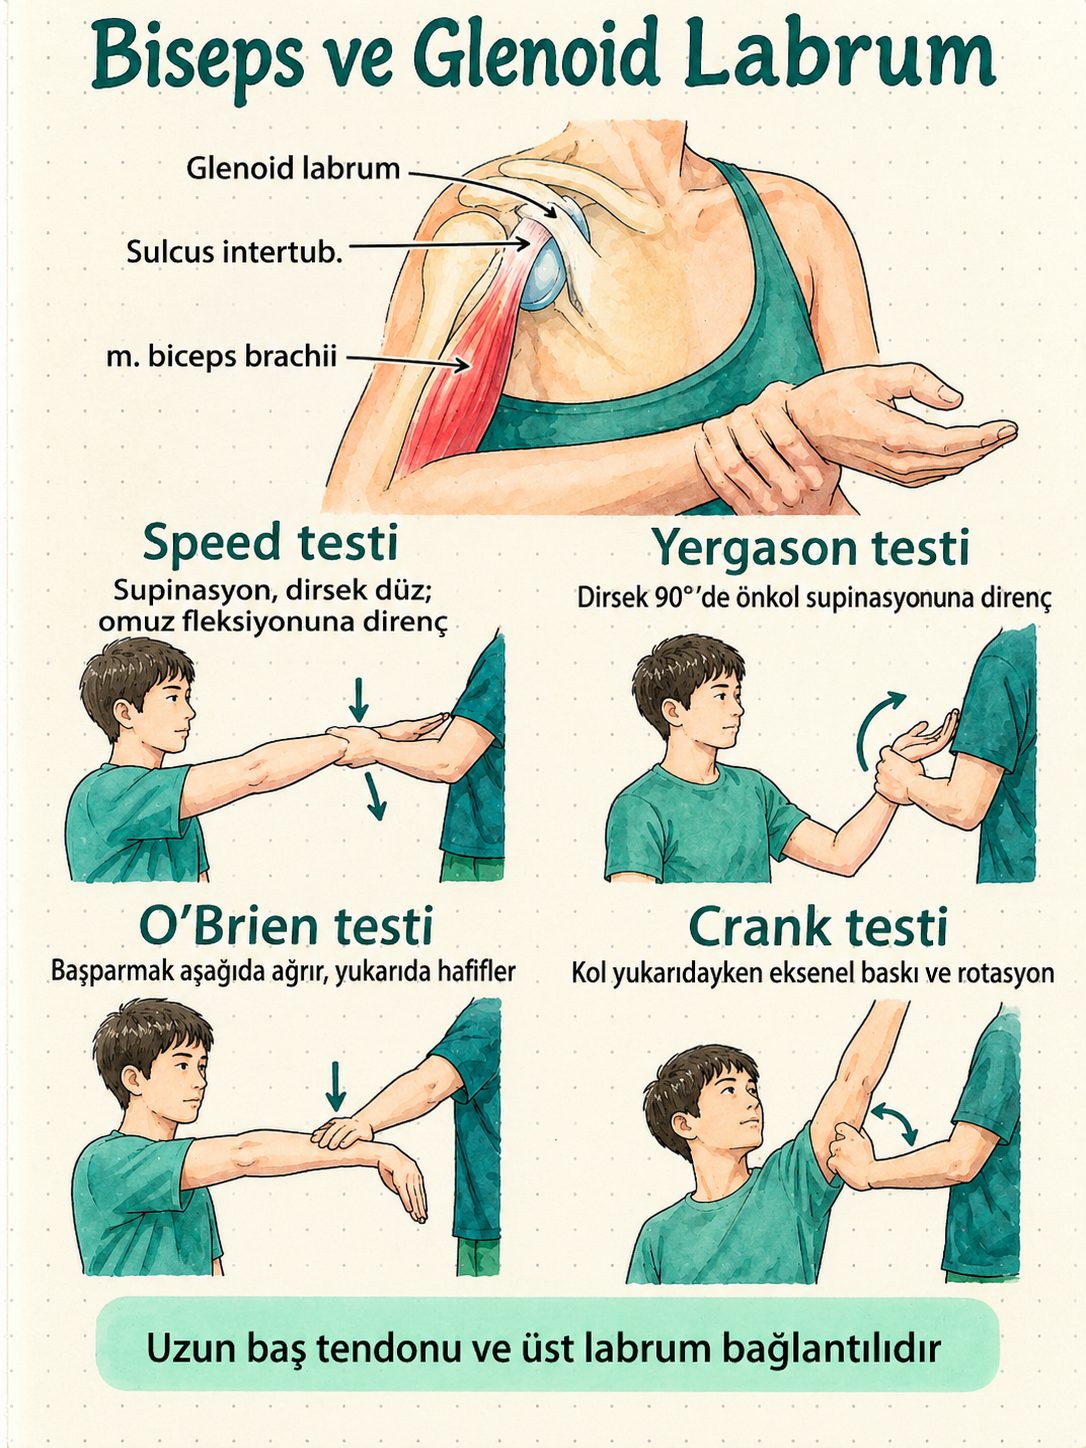 Biseps ve Glenoid Labrum
Glenoid labrum
Sulcus intertub.
m. biceps brachii
Speed testi
Supinasyon, dirsek düz;
omuz fleksiyonuna direnç
Yergason testi
Dirsek 90°'de önkol supinasyonuna direnç
O'Brien testi
Başparmak aşağıda ağrır, yukarıda hafifler
Crank testi
Kol yukarıdayken eksenel baskı ve rotasyon
Uzun baş tendonu ve üst labrum bağlantılıdır